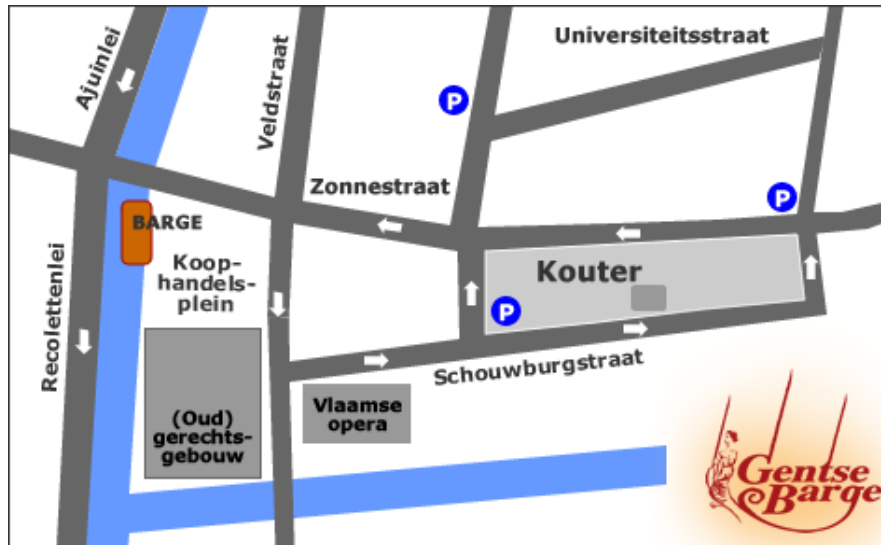 Ajuinlei
Veldstraat
Universiteitsstraat
P
Zonnestraat
P
BARGE
Koop-
handels-
plein
Kouter
P
Recolettenlei
Schouwburgstraat
(Oud)
gerechts-
gebouw
Vlaamse
opera
Gentse
Barge